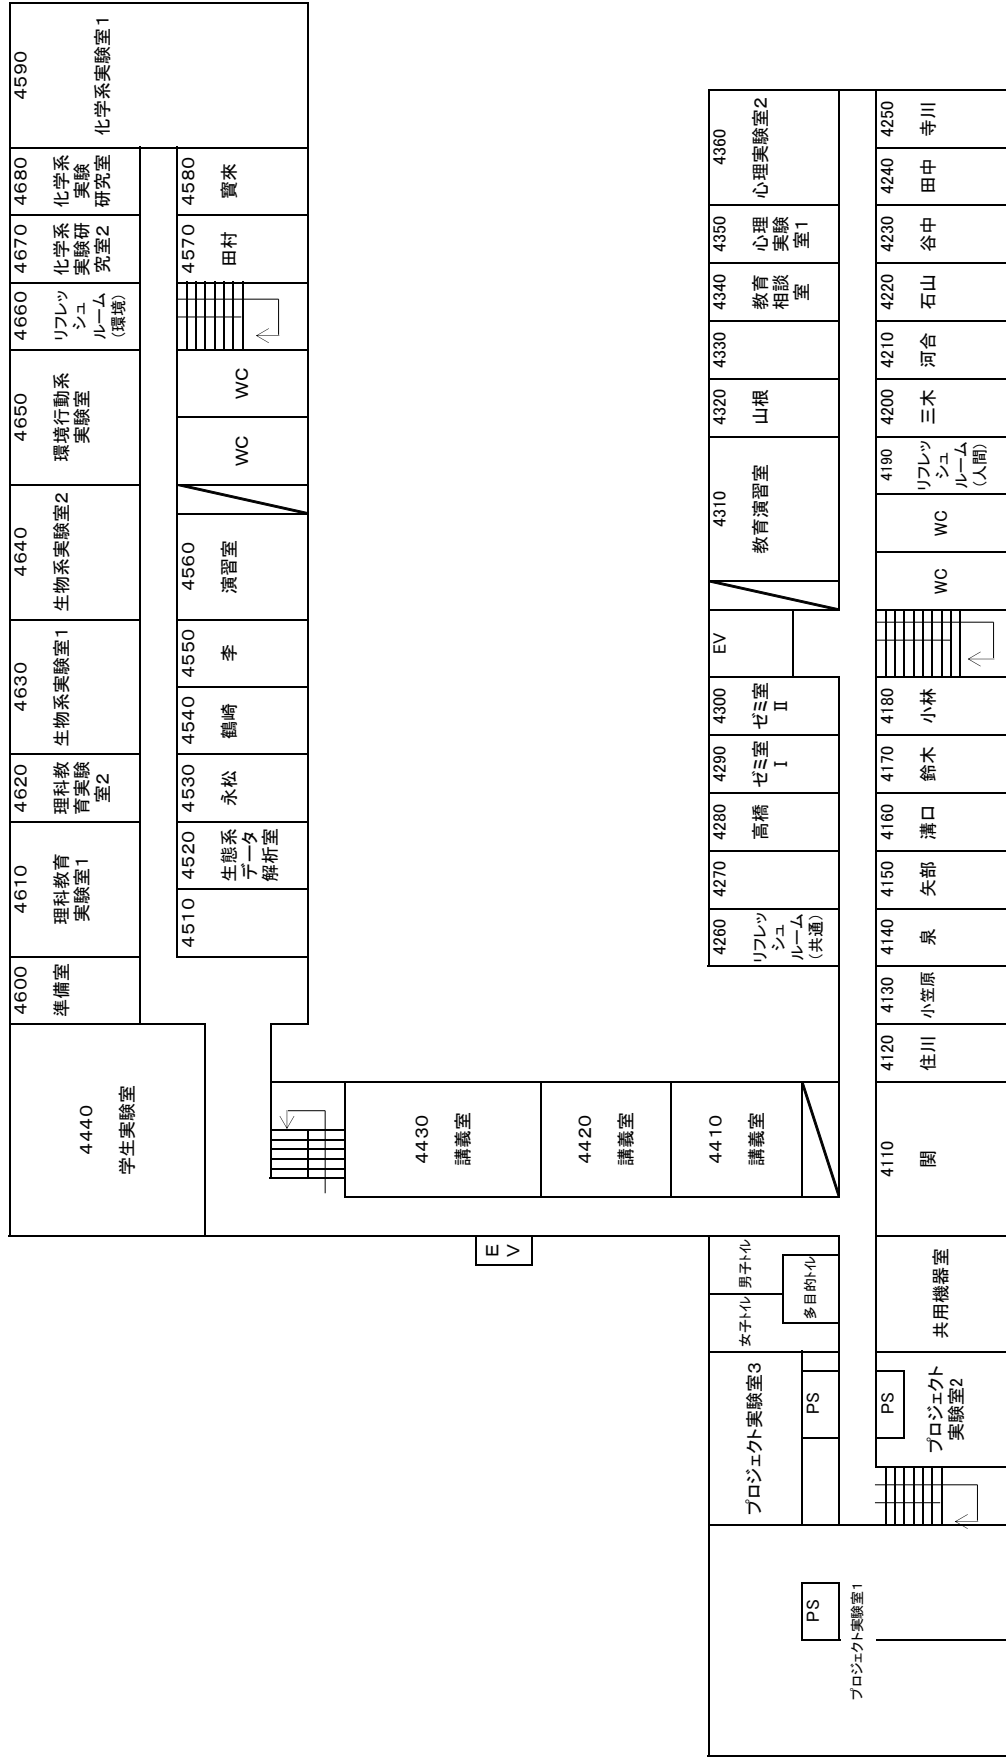 4590
化学系実験室1
4680
化学系
実験
研究室
4670
化学系
実験研
究室2
4660
リフレッ
シュ
ルーム
(環境)
4650
環境行動系
実験室
4640
生物系実験室2
4630
生物系実験室1
4620
理科教
育実験
室2
4610
理科教育
実験室1
4600
準備室
4580
寳來
4570
田村
WC
WC
4560
演習室
4550
李
4540
鶴崎
4530
永松
4520
生態系
データ
解析室
4510
4440
学生実験室
4430
講義室
4420
講義室
4410
講義室
EV
4360
心理実験室2
4350
心理
実験
室1
4340
教育
相談
室
4330
4320
山根
4310
教育演習室
EV
4300
ゼミ室
Ⅱ
4290
ゼミ室
Ⅰ
4280
高橋
4270
4260
リフレッ
シュ
ルーム
(共通)
4250
寺川
4240
田中
4230
谷中
4220
石山
4210
河合
4200
三木
4190
リフレッ
シュ
ルーム
(人間)
WC
WC
4180
小林
4170
鈴木
4160
溝口
4150
矢部
4140
泉
4130
小笠原
4120
住川
4110
関
男子トイレ
女子トイレ
多目的トイレ
共用機器室
プロジェクト実験室3
PS
PS
プロジェクト
実験室2
PS
プロジェクト実験室1